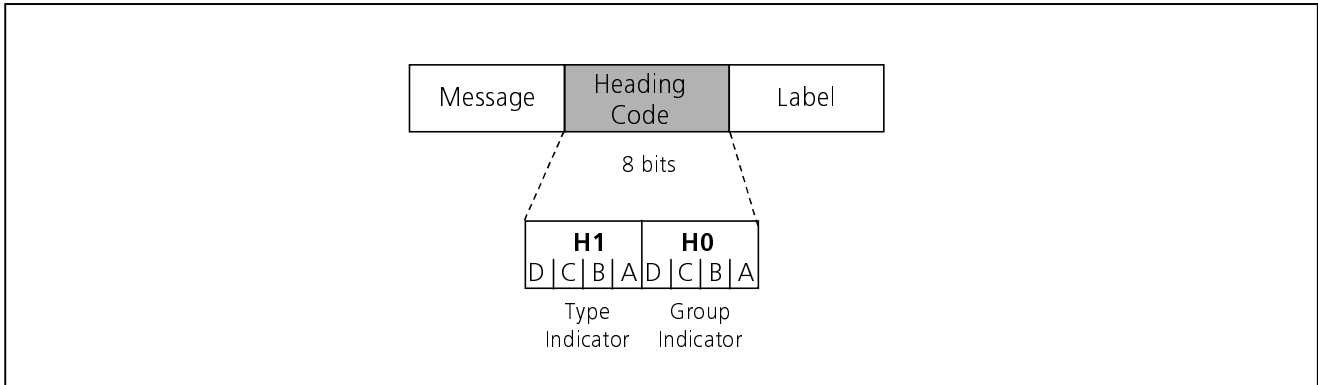 Message Heading Code Label
8 bits
H1 H0
D C B A D C B A
Type Indicator Group Indicator